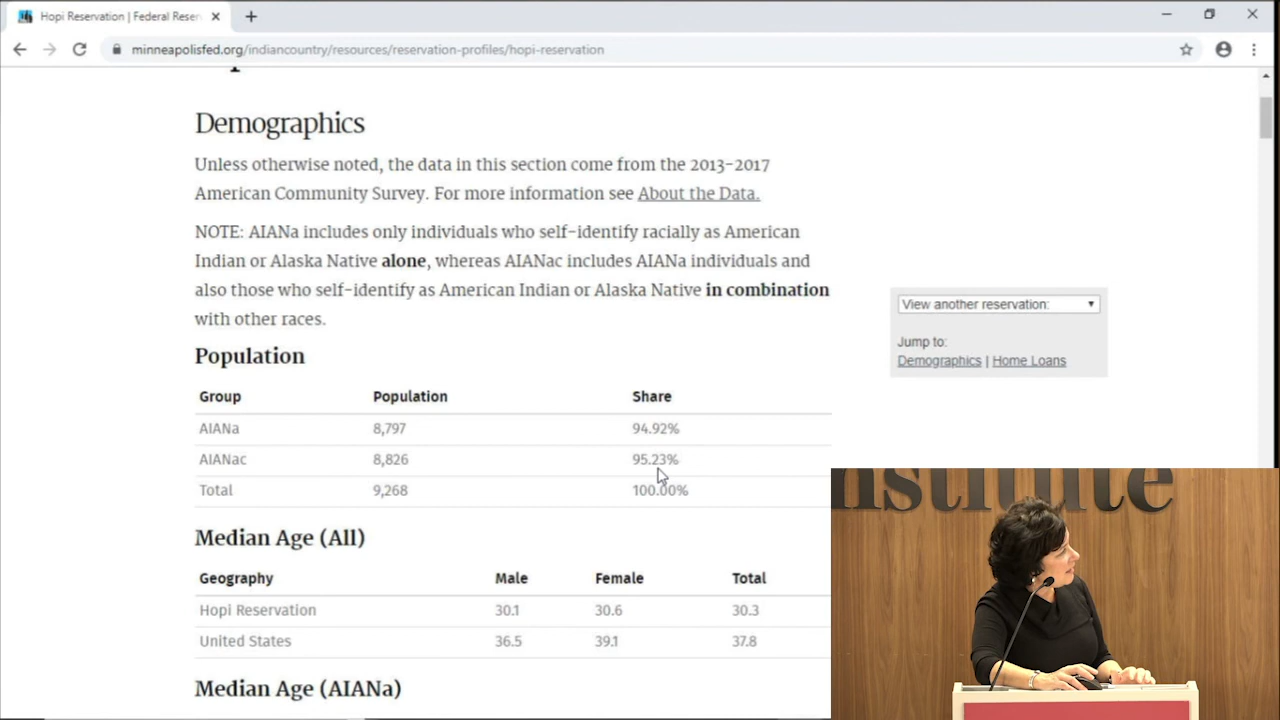 Hopi Reservation | Federal Reser
minneapolisfed.org/indiancountry/resources/reservation-profiles/hopi-reservation
Demographics
Unless otherwise noted, the data in this section come from the 2013-2017
American Community Survey. For more information see About the Data.
NOTE: AIANa includes only individuals who self-identify racially as American
Indian or Alaska Native alone, whereas AIANac includes AIANa individuals and
also those who self-identify as American Indian or Alaska Native in combination
with other races.
View another reservation:
Jump to:
Demographics | Home Loans
Population
Group Population Share
AIANa 8,797 94.92%
AIANac 8,826 95.23%
Total 9,268 100.00%
Median Age (All)
Geography Male Female Total
Hopi Reservation 30.1 30.6 30.3
United States 36.5 39.1 37.8
Median Age (AIANa)
nstitute